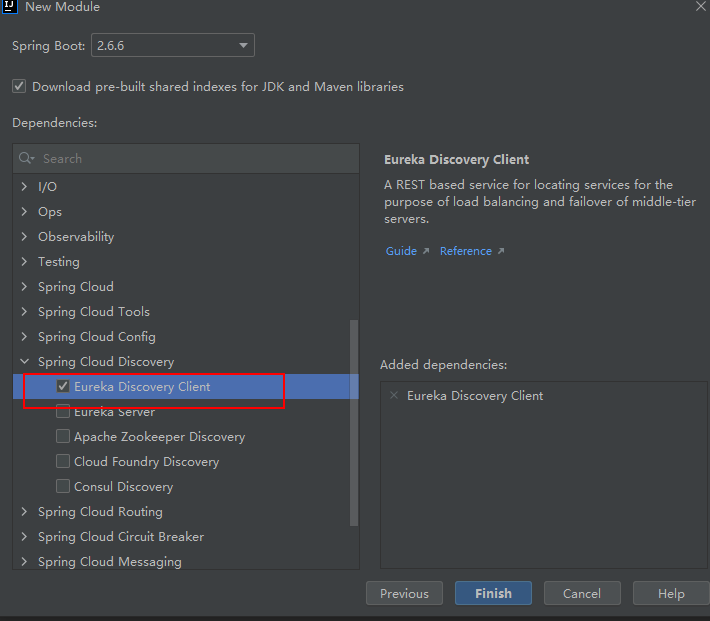 New Module
Spring Boot: 2.6.6
Download pre-built shared indexes for JDK and Maven libraries
Dependencies:
Search
I/O
Ops
Observability
Testing
Spring Cloud
Spring Cloud Tools
Spring Cloud Config
Spring Cloud Discovery
Eureka Discovery Client
Eureka Server
Apache Zookeeper Discovery
Cloud Foundry Discovery
Consul Discovery
Spring Cloud Routing
Spring Cloud Circuit Breaker
Spring Cloud Messaging
Eureka Discovery Client
A REST based service for locating services for the
purpose of load balancing and failover of middle-tier
servers.
Guide Reference
Added dependencies:
Eureka Discovery Client
Previous Finish Cancel Help